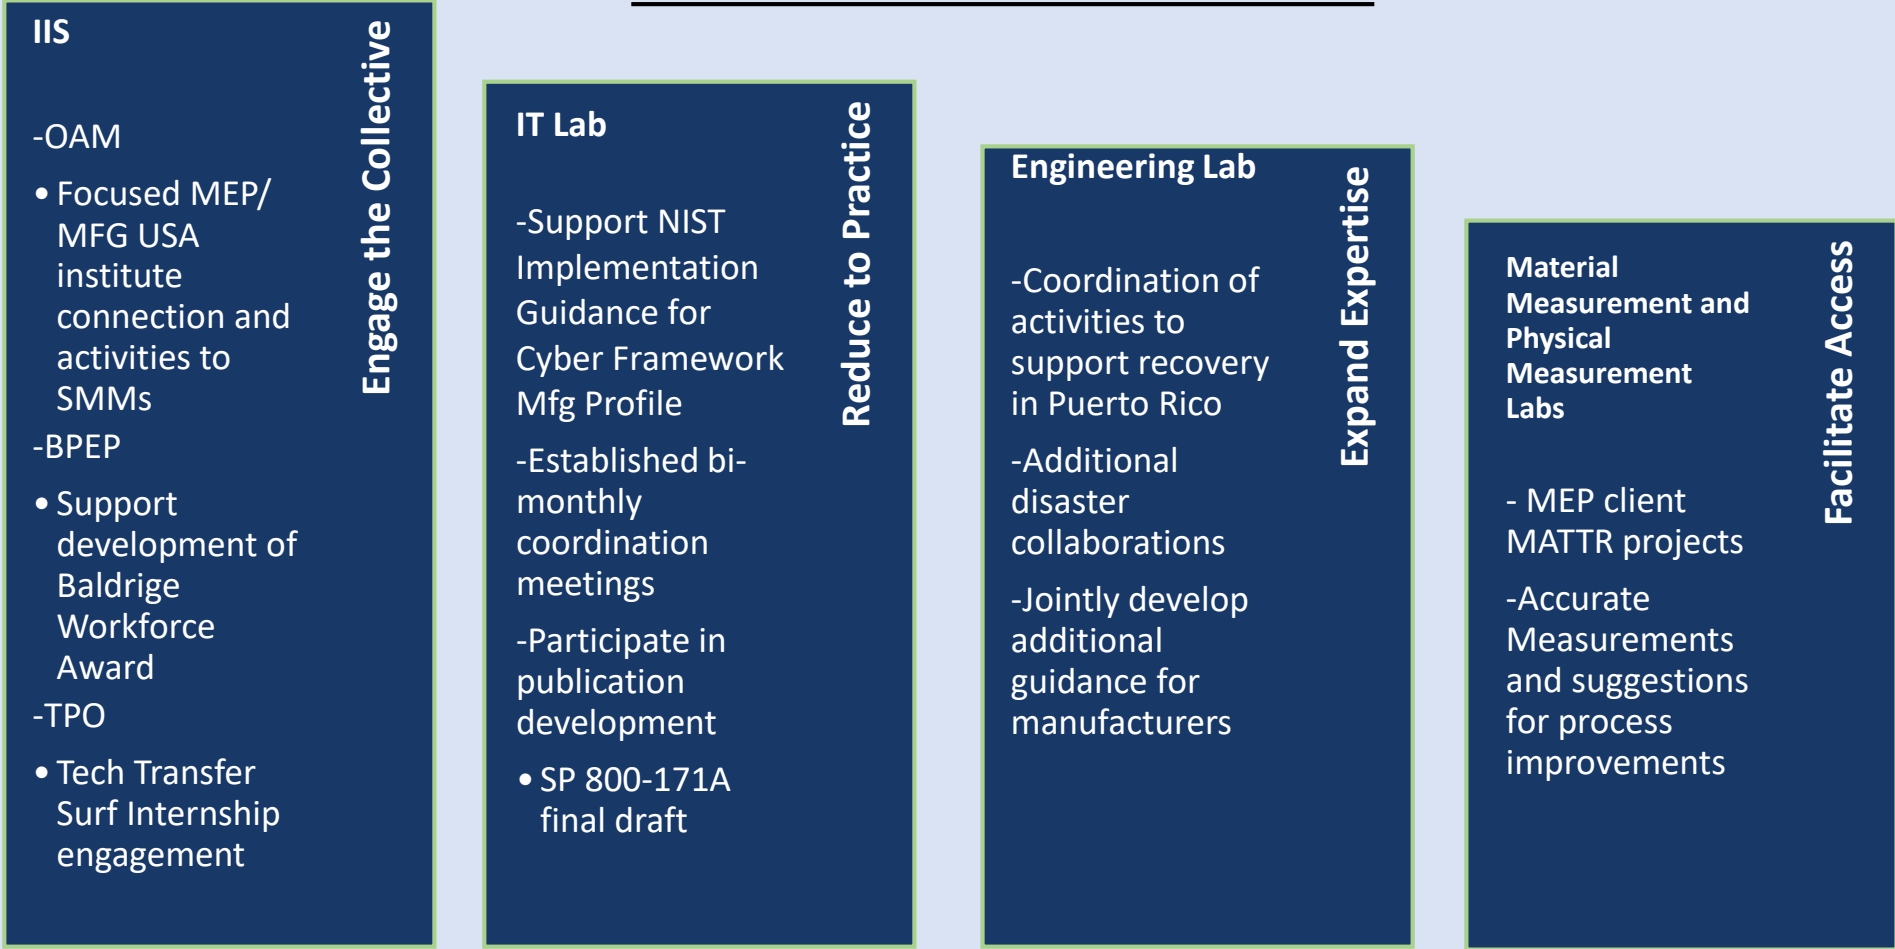 IIS
-OAM
• Focused MEP/
MFG USA
institute
connection and
activities to
SMMs
-BPEP
• Support
development of
Baldrige
Workforce
Award
-TPO
• Tech Transfer
Surf Internship
engagement
Engage the Collective
IT Lab
-Support NIST
Implementation
Guidance for
Cyber Framework
Mfg Profile
-Established bi-
monthly
coordination
meetings
-Participate in
publication
development
• SP 800-171A
final draft
Reduce to Practice
Engineering Lab
-Coordination of
activities to
support recovery
in Puerto Rico
-Additional
disaster
collaborations
-Jointly develop
additional
guidance for
manufacturers
Expand Expertise
Material
Measurement and
Physical
Measurement
Labs
- MEP client
MATTR projects
-Accurate
Measurements
and suggestions
for process
improvements
Facilitate Access